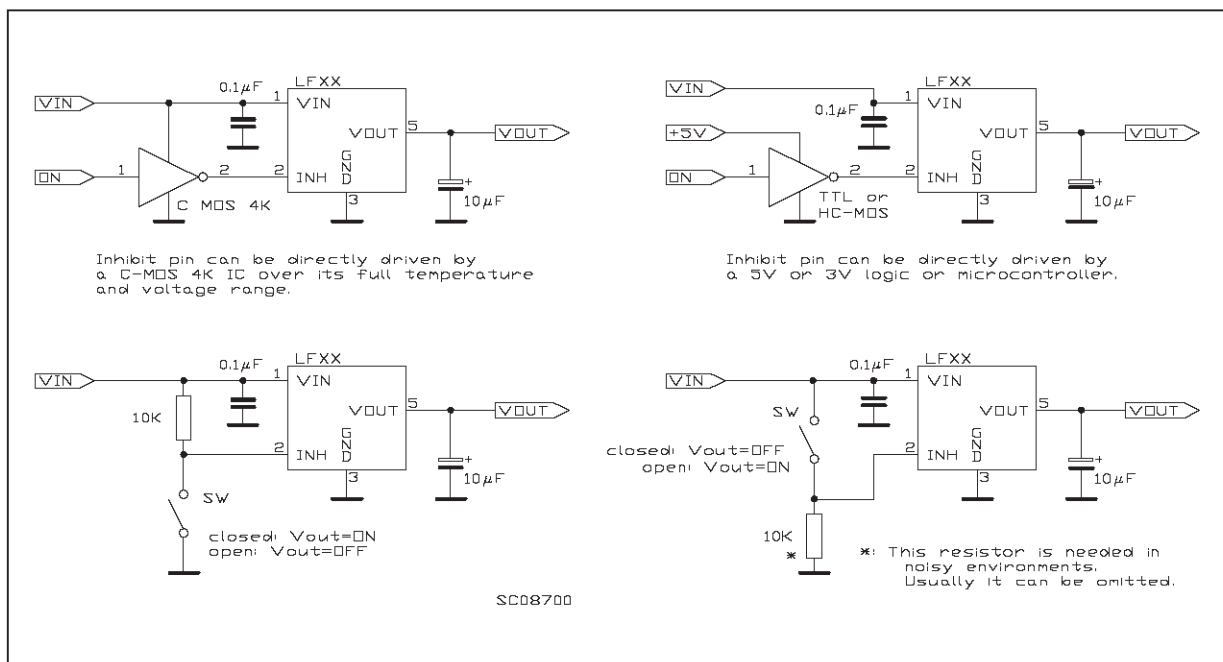 LFXX
0.1µF
VIN
1
VIN
VOUT
5
VOUT
ON
1
2
2
INH
GND
3
+
10µF
C MOS 4K
Inhibit pin can be directly driven by
a C-MOS 4K IC over its full temperature
and voltage range.
LFXX
VIN
1
VIN
0.1µF
+5V
VOUT
5
VOUT
ON
1
2
2
INH
GND
3
+
10µF
TTL or
HC-MOS
Inhibit pin can be directly driven by
a 5V or 3V logic or microcontroller.
LFXX
0.1µF
VIN
1
VIN
10K
VOUT
5
VOUT
2
INH
GND
3
+
10µF
SW
closed: Vout=ON
open: Vout=OFF
LFXX
0.1µF
VIN
1
VIN
SW
VOUT
5
VOUT
closed: Vout=OFF
open: Vout=ON
2
INH
GND
3
+
10µF
10K
*
*: This resistor is needed in
noisy environments.
Usually it can be omitted.
SC08700